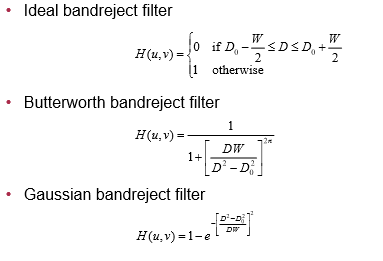 • Ideal bandreject filter
H(u,v) = { 0 if D₀ - W/2 ≤ D ≤ D₀ + W/2
1 otherwise
• Butterworth bandreject filter
H(u,v) = 1 / (1 + [DW / (D² - D₀²)]²ⁿ)
• Gaussian bandreject filter
H(u,v) = 1 - e^(-[(D² - D₀²) / DW]²)